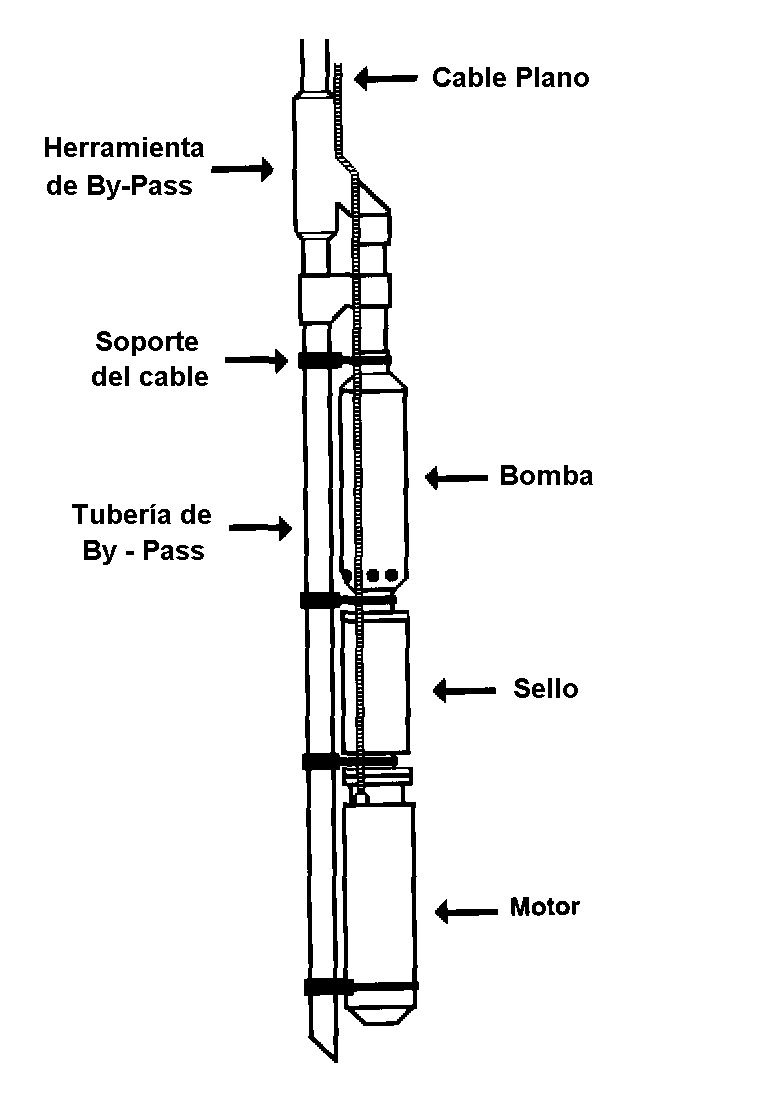 Cable Plano
Herramienta
de By-Pass
Soporte
del cable
Bomba
Tubería de
By - Pass
Sello
Motor